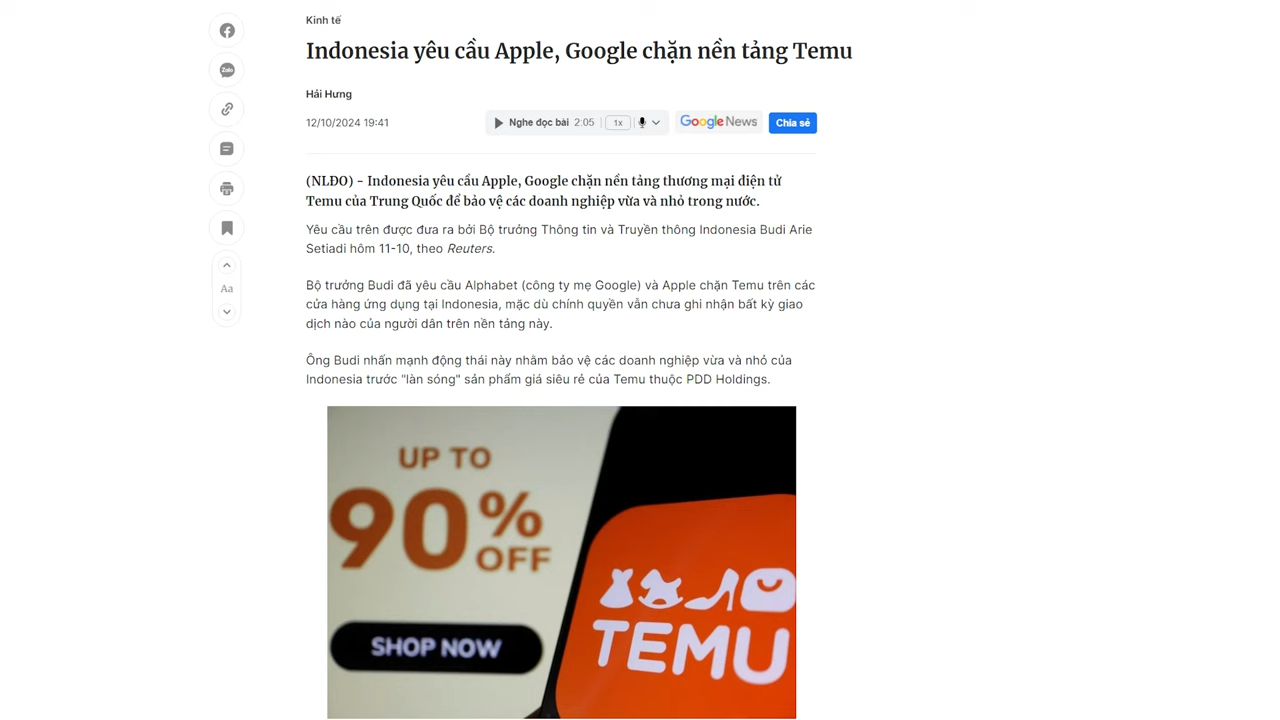 Kinh tế
Indonesia yêu cầu Apple, Google chặn nền tảng Temu
Hải Hưng
12/10/2024 19:41
Nghe đọc bài 2:05 1x
Google News
Chia sẻ
Zalo
Aa
(NLĐO) - Indonesia yêu cầu Apple, Google chặn nền tảng thương mại điện tử
Temu của Trung Quốc để bảo vệ các doanh nghiệp vừa và nhỏ trong nước.
Yêu cầu trên được đưa ra bởi Bộ trưởng Thông tin và Truyền thông Indonesia Budi Arie
Setiadi hôm 11-10, theo Reuters.
Bộ trưởng Budi đã yêu cầu Alphabet (công ty mẹ Google) và Apple chặn Temu trên các
cửa hàng ứng dụng tại Indonesia, mặc dù chính quyền vẫn chưa ghi nhận bất kỳ giao
dịch nào của người dân trên nền tảng này.
Ông Budi nhấn mạnh động thái này nhằm bảo vệ các doanh nghiệp vừa và nhỏ của
Indonesia trước "làn sóng" sản phẩm giá siêu rẻ của Temu thuộc PDD Holdings.
UP TO
90%
OFF
SHOP NOW
TEMU